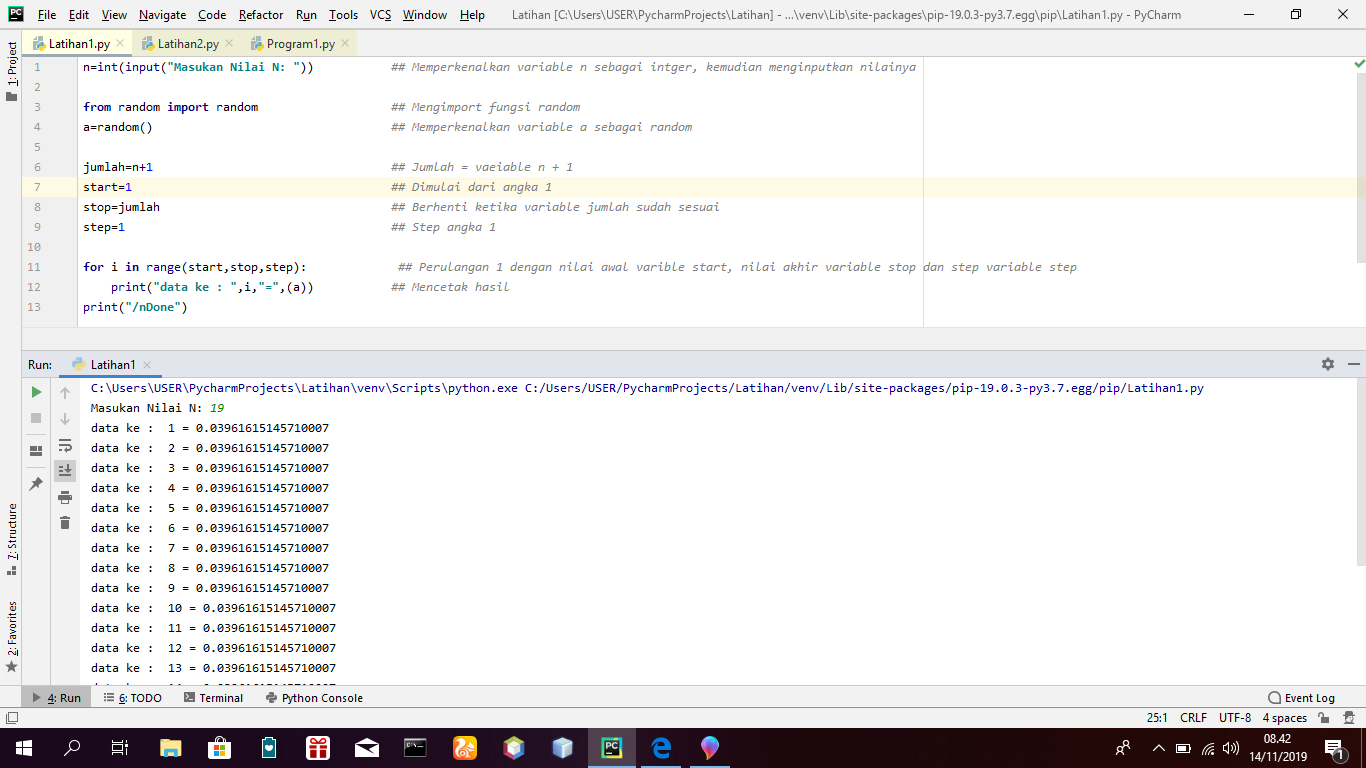 PC File Edit View Navigate Code Refactor Run Tools VCS Window Help Latihan [C:\Users\USER\PycharmProjects\Latihan] - ...\venv\Lib\site-packages\pip-19.0.3-py3.7.egg\pip\Latihan1.py - PyCharm
Latihan1.py Latihan2.py Program1.py
1: Project
1 n=int(input("Masukan Nilai N: ")) ## Memperkenalkan variable n sebagai intger, kemudian menginputkan nilainya
2
3 from random import random ## Mengimport fungsi random
4 a=random() ## Memperkenalkan variable a sebagai random
5
6 jumlah=n+1 ## Jumlah = vaeiable n + 1
7 start=1 ## Dimulai dari angka 1
8 stop=jumlah ## Berhenti ketika variable jumlah sudah sesuai
9 step=1 ## Step angka 1
10
11 for i in range(start,stop,step): ## Perulangan 1 dengan nilai awal varible start, nilai akhir variable stop dan step variable step
12 print("data ke : ",i,"=",(a)) ## Mencetak hasil
13 print("/nDone")
Run: Latihan1
C:\Users\USER\PycharmProjects\Latihan\venv\Scripts\python.exe C:/Users/USER/PycharmProjects/Latihan/venv/Lib/site-packages/pip-19.0.3-py3.7.egg/pip/Latihan1.py
Masukan Nilai N: 19
data ke :  1 = 0.03961615145710007
data ke :  2 = 0.03961615145710007
data ke :  3 = 0.03961615145710007
data ke :  4 = 0.03961615145710007
data ke :  5 = 0.03961615145710007
data ke :  6 = 0.03961615145710007
data ke :  7 = 0.03961615145710007
data ke :  8 = 0.03961615145710007
data ke :  9 = 0.03961615145710007
data ke :  10 = 0.03961615145710007
data ke :  11 = 0.03961615145710007
data ke :  12 = 0.03961615145710007
data ke :  13 = 0.03961615145710007
7: Structure
2: Favorites
4: Run 6: TODO Terminal Python Console Event Log
25:1 CRLF UTF-8 4 spaces
PC 08.42
14/11/2019 1